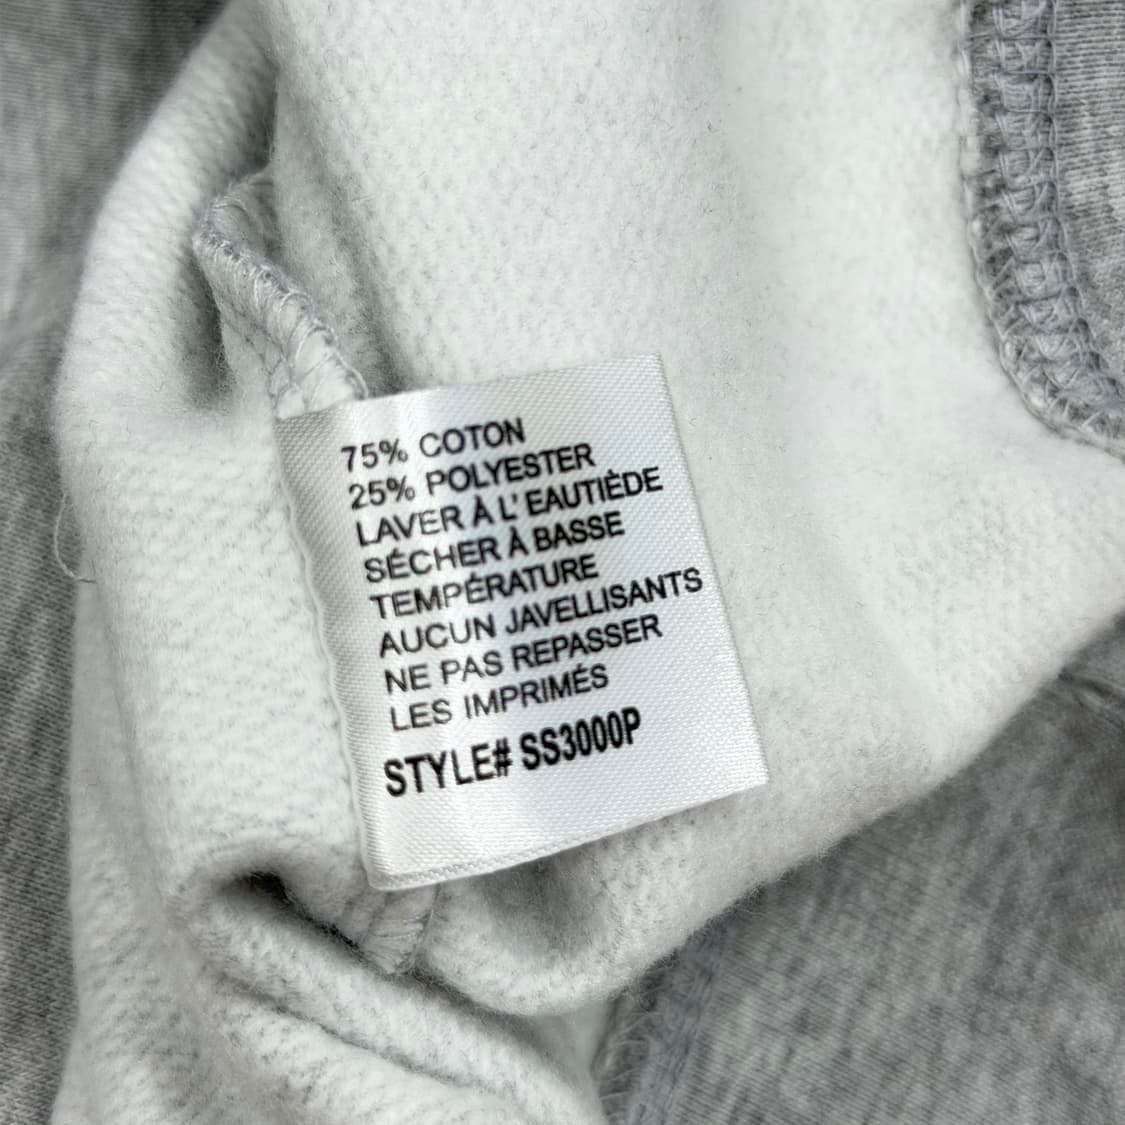 75% COTON
25% POLYESTER
LAVER À L'EAUTIÈDE
SÉCHER À BASSE
TEMPÉRATURE
AUCUN JAVELLISANTS
NE PAS REPASSER
LES IMPRIMÉS
STYLE# SS3000P